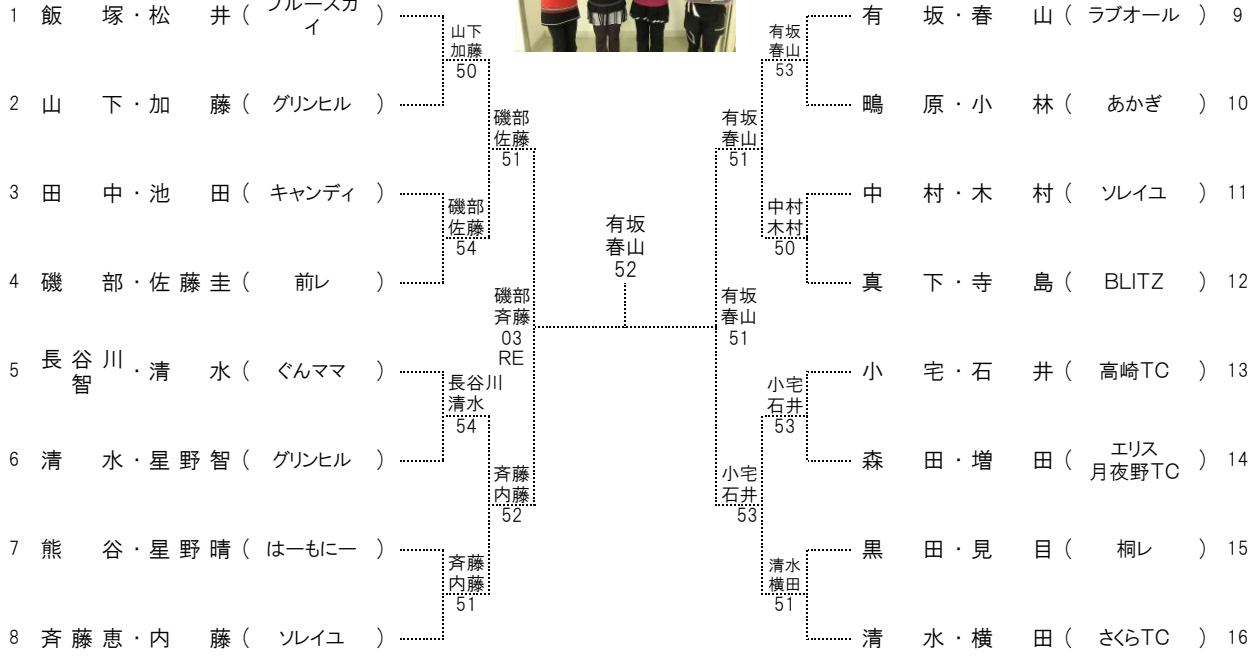 1 飯塚・松井（ブルースカイ）
2 山下・加藤（グリンヒル）
3 田中・池田（キャンディ）
4 磯部・佐藤圭（前レ）
5 長谷川智・清水（ぐんママ）
6 清水・星野智（グリンヒル）
7 熊谷・星野晴（はーもにー）
8 斉藤恵・内藤（ソレイユ）
山下
加藤
50
磯部
佐藤
54
長谷川
清水
54
斉藤
内藤
51
磯部
佐藤
51
斉藤
内藤
52
磯部
斉藤
03
RE
有坂
春山
52
有坂
春山
51
有坂
春山
51
小宅
石井
53
有坂
春山
53
中村
木村
50
小宅
石井
53
清水
横田
51
有坂・春山（ラブオール）9
鴫原・小林（あかぎ）10
中村・木村（ソレイユ）11
真下・寺島（BLITZ）12
小宅・石井（高崎TC）13
森田・増田（エリス
月夜野TC）14
黒田・見目（桐レ）15
清水・横田（さくらTC）16